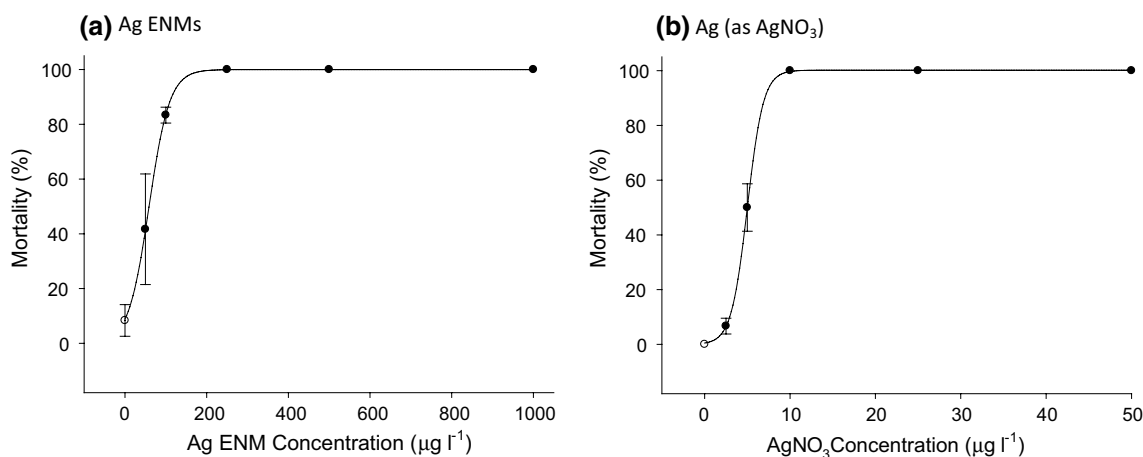 (a) Ag ENMs
100
80
60
40
20
0
Mortality (%)
0 200 400 600 800 1000
Ag ENM Concentration (µg l⁻¹)
(b) Ag (as AgNO₃)
100
80
60
40
20
0
Mortality (%)
0 10 20 30 40 50
AgNO₃Concentration (µg l⁻¹)